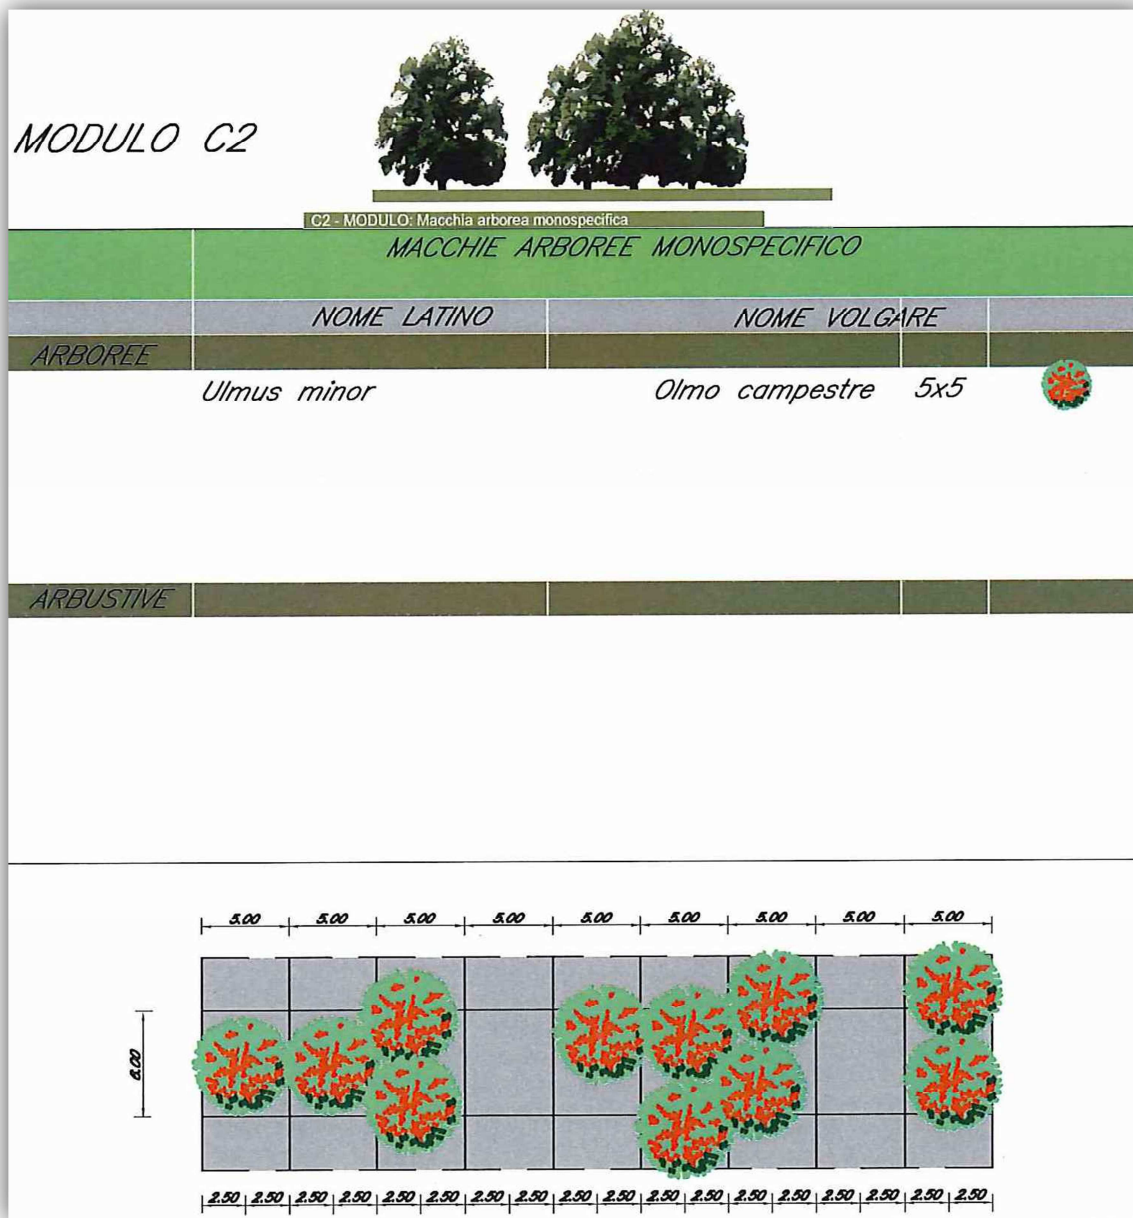 MODULO C2
C2 - MODULO: Macchia arborea monospecifica
MACCHIE ARBOREE MONOSPECIFICO
NOME LATINO NOME VOLGARE
ARBOREE
Ulmus minor Olmo campestre 5x5
ARBUSTIVE
5.00 5.00 5.00 5.00 5.00 5.00 5.00 5.00 5.00
6.00
2.50 2.50 2.50 2.50 2.50 2.50 2.50 2.50 2.50 2.50 2.50 2.50 2.50 2.50 2.50 2.50 2.50 2.50